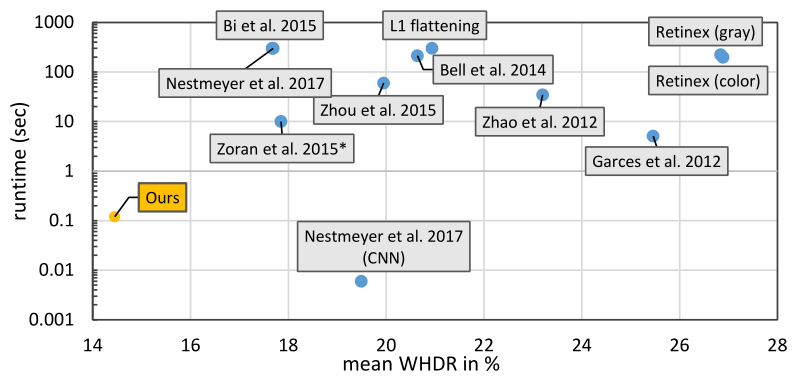 1000
100
10
1
0.1
0.01
0.001
runtime (sec)
Bi et al. 2015
L1 flattening
Retinex (gray)
Nestmeyer et al. 2017
Bell et al. 2014
Retinex (color)
Zhou et al. 2015
Zhao et al. 2012
Zoran et al. 2015*
Garces et al. 2012
Ours
Nestmeyer et al. 2017
(CNN)
14
16
18
20
22
24
26
28
mean WHDR in %